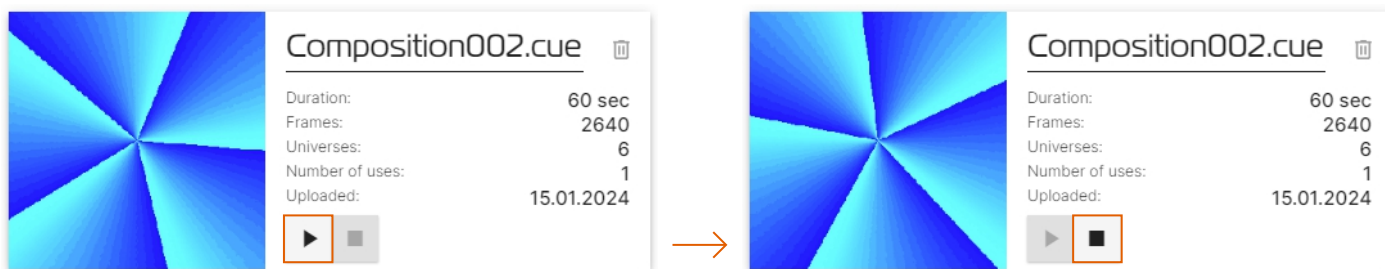 Composition002.cue
Duration: 60 sec
Frames: 2640
Universes: 6
Number of uses: 1
Uploaded: 15.01.2024
Composition002.cue
Duration: 60 sec
Frames: 2640
Universes: 6
Number of uses: 1
Uploaded: 15.01.2024